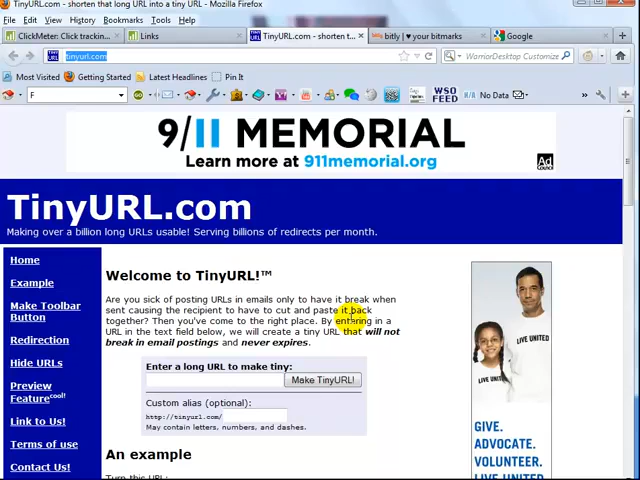 TinyURL.com - shorten that long URL into a tiny URL - Mozilla Firefox
File Edit View History Bookmarks Tools Help
ClickMeter: Click marketing...
Links
TinyURL.com - shorten t...
bitly | ♥ your bitmarks
Google
tinyurl.com
WarriorDesktop Customize
Most Visited Getting Started Latest Headlines Pin It
F
WSO FEED
No Data
9/11 MEMORIAL
Learn more at 911memorial.org
Ad Council
TinyURL.com
Making over a billion long URLs usable! Serving billions of redirects per month.
Home
Example
Make Toolbar
Button
Redirection
Hide URLs
Preview
Feature cool!
Link to Us!
Terms of use
Contact Us!
Welcome to TinyURL!™
Are you sick of posting URLs in emails only to have it break when
sent causing the recipient to have to cut and paste it back
together? Then you've come to the right place. By entering in a
URL in the text field below, we will create a tiny URL that will not
break in email postings and never expires.
Enter a long URL to make tiny:
Make TinyURL!
Custom alias (optional):
http://tinyurl.com/
May contain letters, numbers, and dashes.
An example
Turn this URL:
LIVE UNITED
LIVE UNITED
GIVE.
ADVOCATE.
VOLUNTEER.
LIVE UNITED